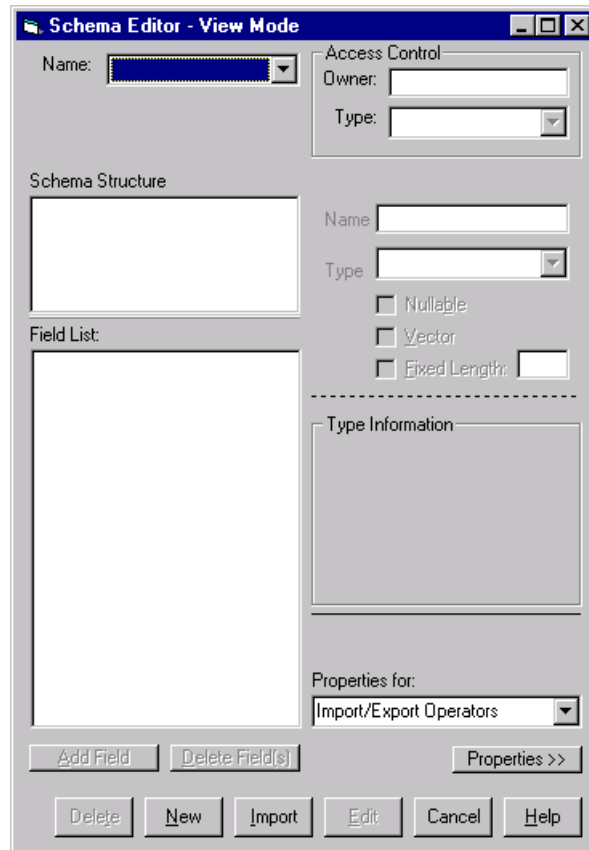 Schema Editor - View Mode
Name:
Access Control
Owner:
Type:
Schema Structure
Name
Type
Nullable
Vector
Fixed Length:
Field List:
Type Information
Properties for:
Import/Export Operators
Add Field Delete Field(s) Properties >>
Delete New Import Edit Cancel Help